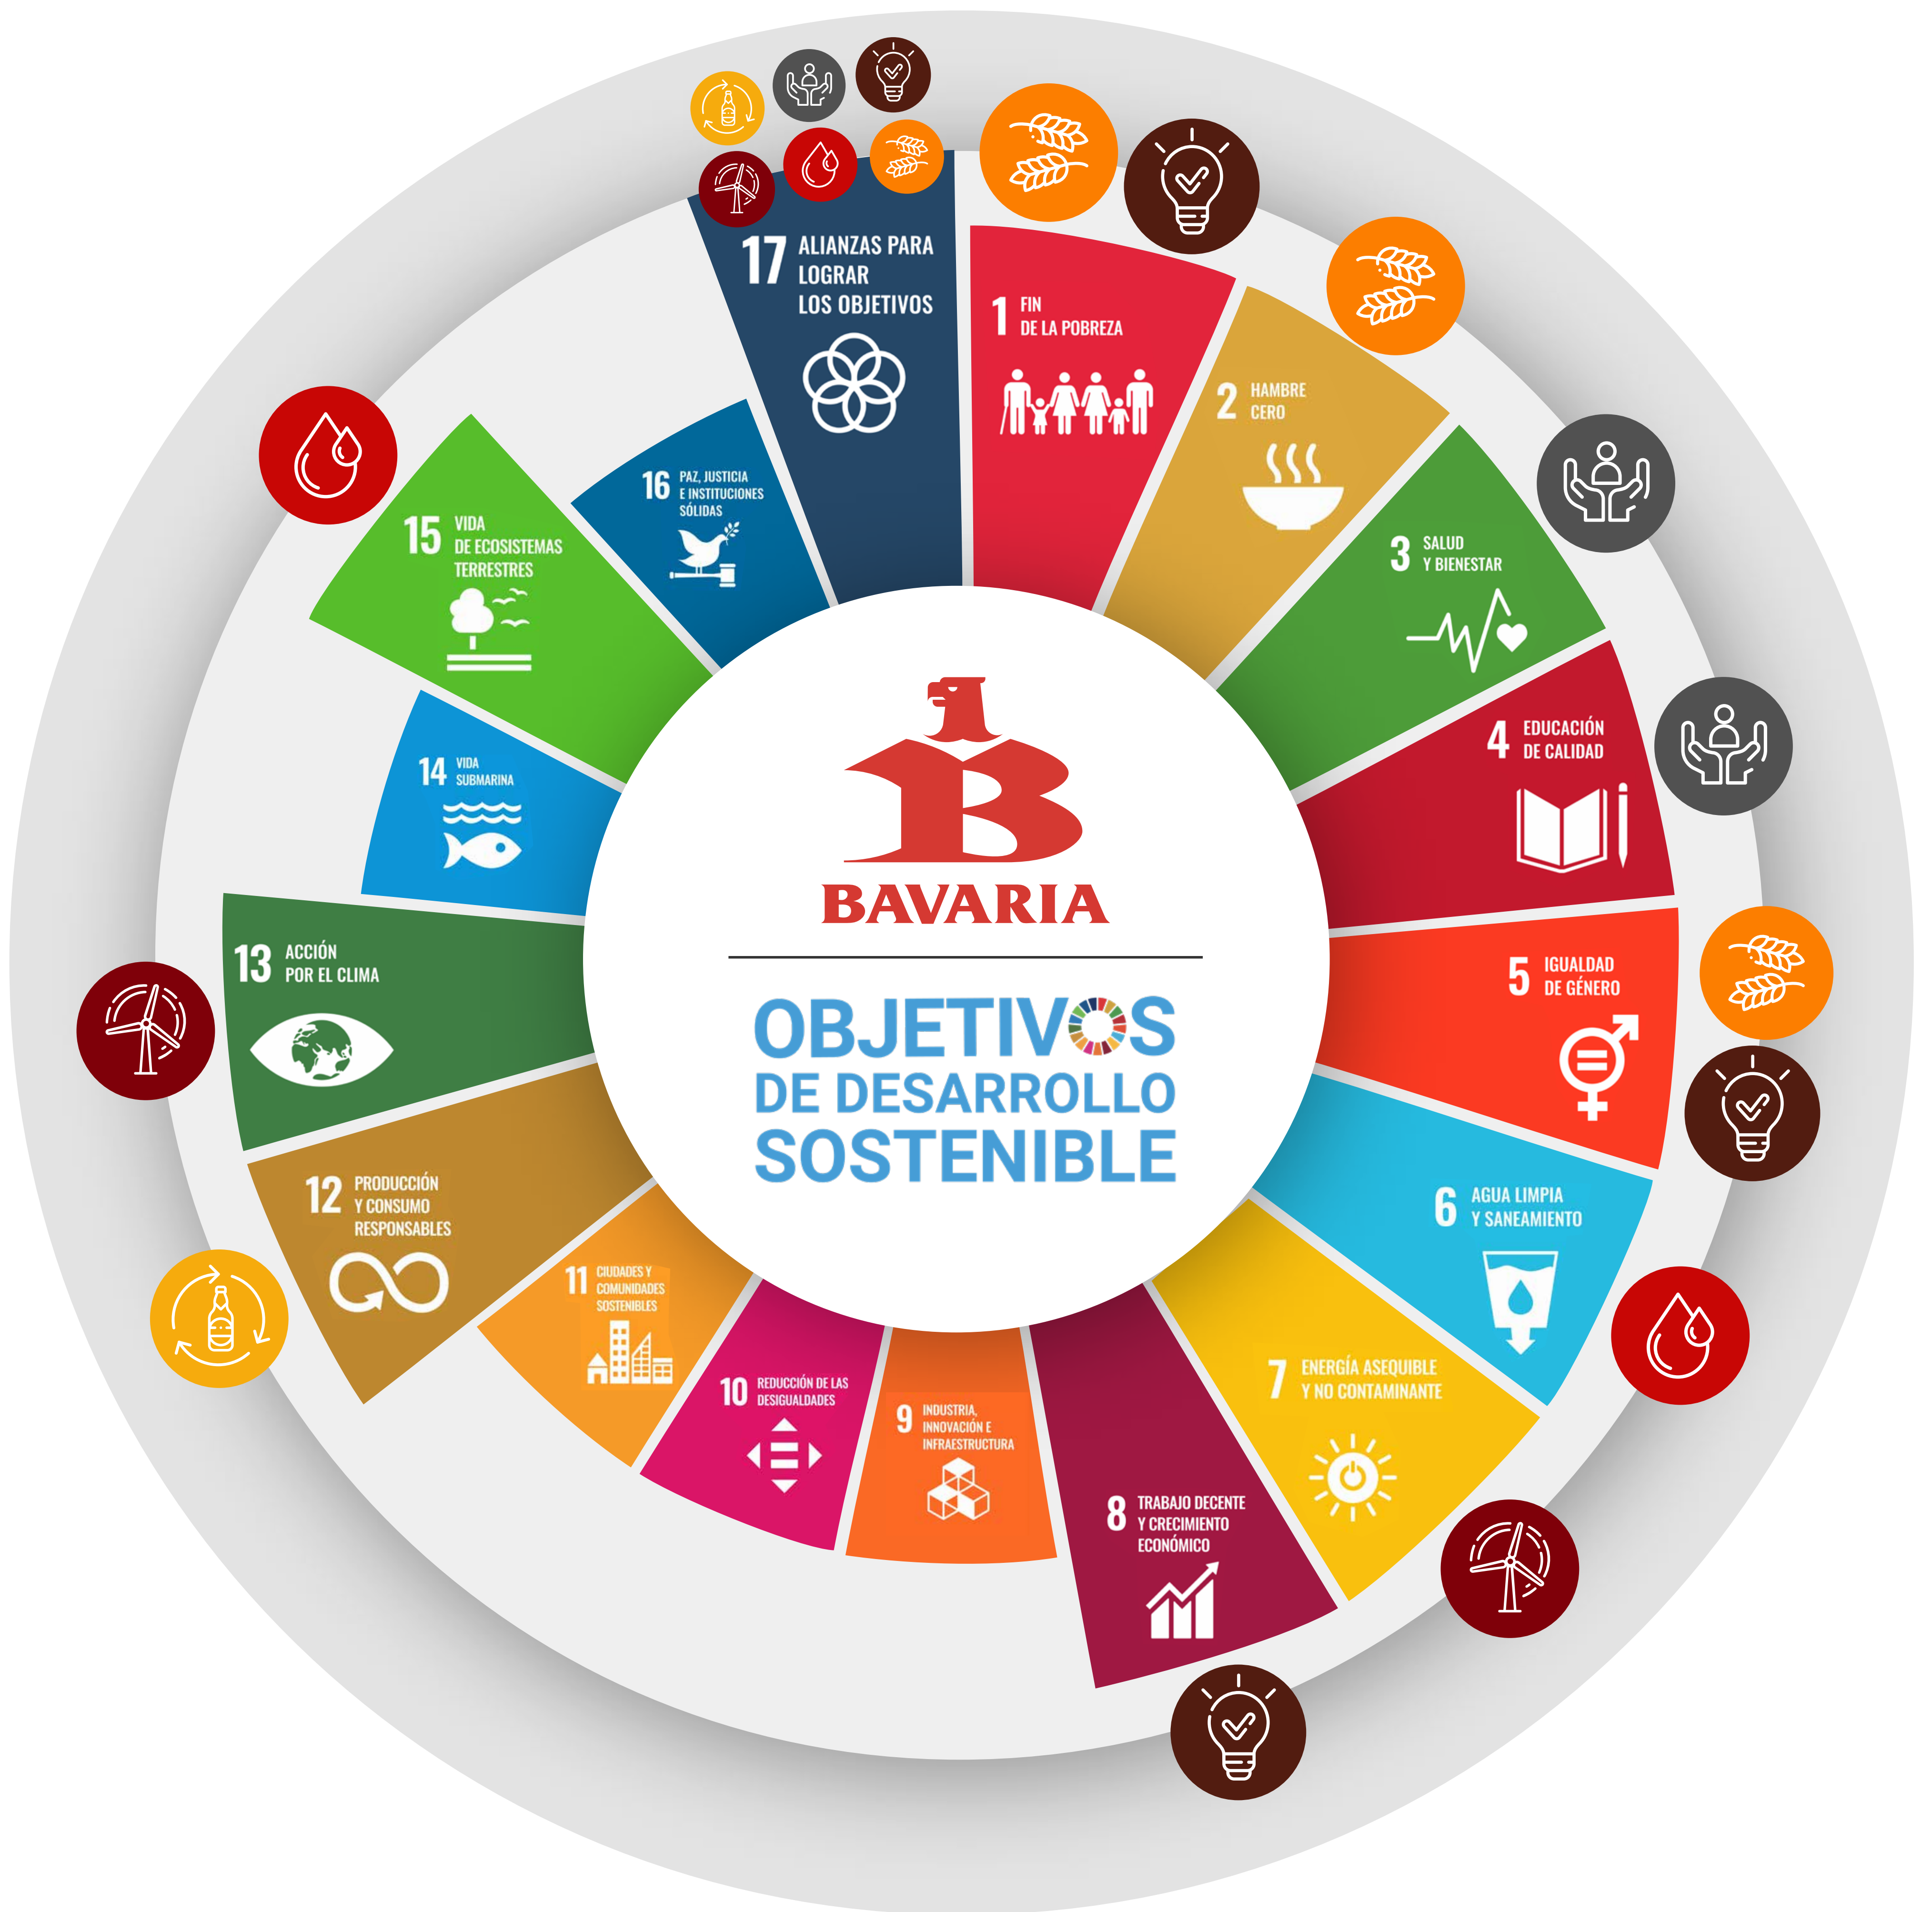 17 ALIANZAS PARA
LOGRAR
LOS OBJETIVOS
1 FIN
DE LA POBREZA
2 HAMBRE
CERO
3 SALUD
Y BIENESTAR
4 EDUCACIÓN
DE CALIDAD
5 IGUALDAD
DE GÉNERO
6 AGUA LIMPIA
Y SANEAMIENTO
7 ENERGÍA ASEQUIBLE
Y NO CONTAMINANTE
8 TRABAJO DECENTE
Y CRECIMIENTO
ECONÓMICO
9 INDUSTRIA,
INNOVACIÓN E
INFRAESTRUCTURA
10 REDUCCIÓN DE LAS
DESIGUALDADES
11 CIUDADES Y
COMUNIDADES
SOSTENIBLES
12 PRODUCCIÓN
Y CONSUMO
RESPONSABLES
13 ACCIÓN
POR EL CLIMA
14 VIDA
SUBMARINA
15 VIDA
DE ECOSISTEMAS
TERRESTRES
16 PAZ, JUSTICIA
E INSTITUCIONES
SÓLIDAS
B
BAVARIA
OBJETIVOS
DE DESARROLLO
SOSTENIBLE